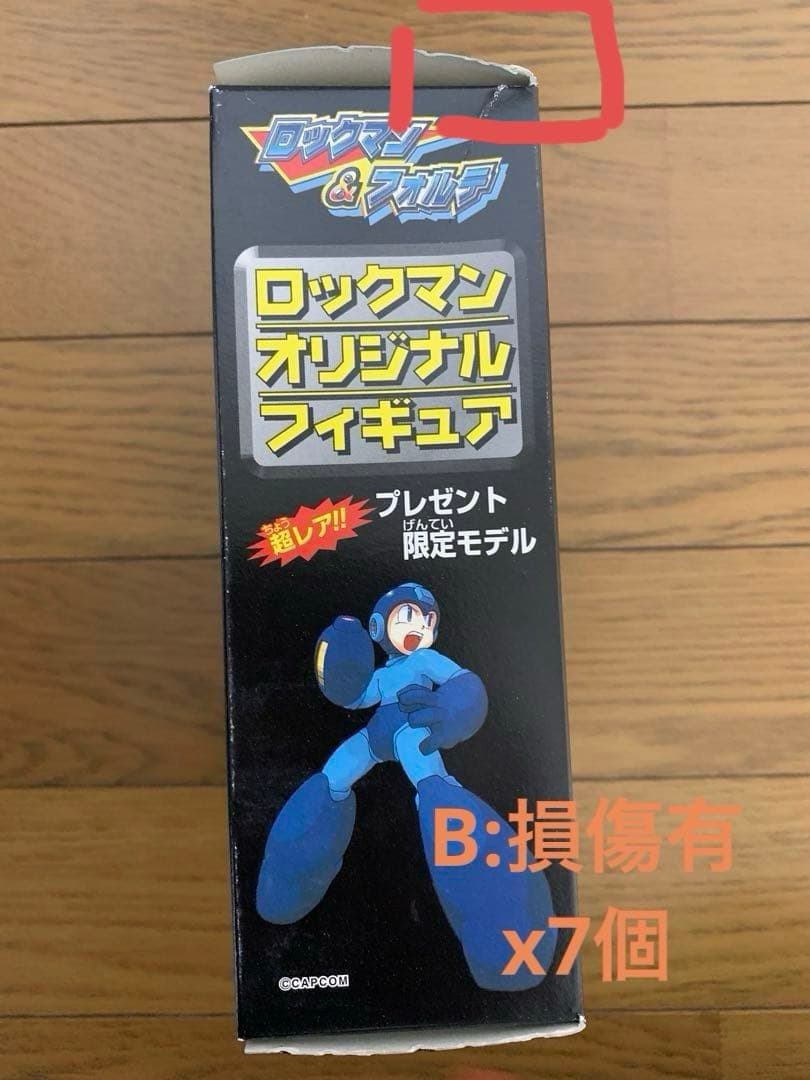 ロックマン
&フォルテ
ロックマン
オリジナル
フィギュア
ちょう
超レア!!
プレゼント
げんてい
限定モデル
B:損傷有
x7個
©CAPCOM